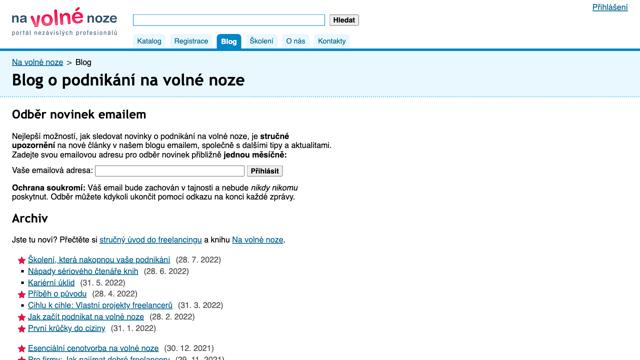 Přihlášení
na volné noze
portál nezávislých profesionálů
Hledat
Katalog Registrace Blog Školení O nás Kontakty
Na volné noze > Blog
Blog o podnikání na volné noze
Odběr novinek emailem
Nejlepší možností, jak sledovat novinky o podnikání na volné noze, je stručné
upozornění na nové články v našem blogu emailem, společně s dalšími tipy a aktualitami.
Zadejte svou emailovou adresu pro odběr novinek přibližně jednou měsíčně:
Vaše emailová adresa: Přihlásit
Ochrana soukromí: Váš email bude zachován v tajnosti a nebude nikdy nikomu
poskytnut. Odběr můžete kdykoli ukončit pomocí odkazu na konci každé zprávy.
Archiv
Jste tu noví? Přečtěte si stručný úvod do freelancingu a knihu Na volné noze.
Školení, která nakopnou vaše podnikání (28. 7. 2022)
Nápady sériového čtenáře knih (28. 6. 2022)
Kariérní úklid (31. 5. 2022)
Příběh o původu (28. 4. 2022)
Cihlu k cihle: Vlastní projekty freelancerů (31. 3. 2022)
Jak začít podnikat na volné noze (28. 2. 2022)
První krůčky do ciziny (31. 1. 2022)
Esenciální cenotvorba na volné noze (30. 12. 2021)
Pro firmy: Jak najímat dobré freelancery (29. 11. 2021)